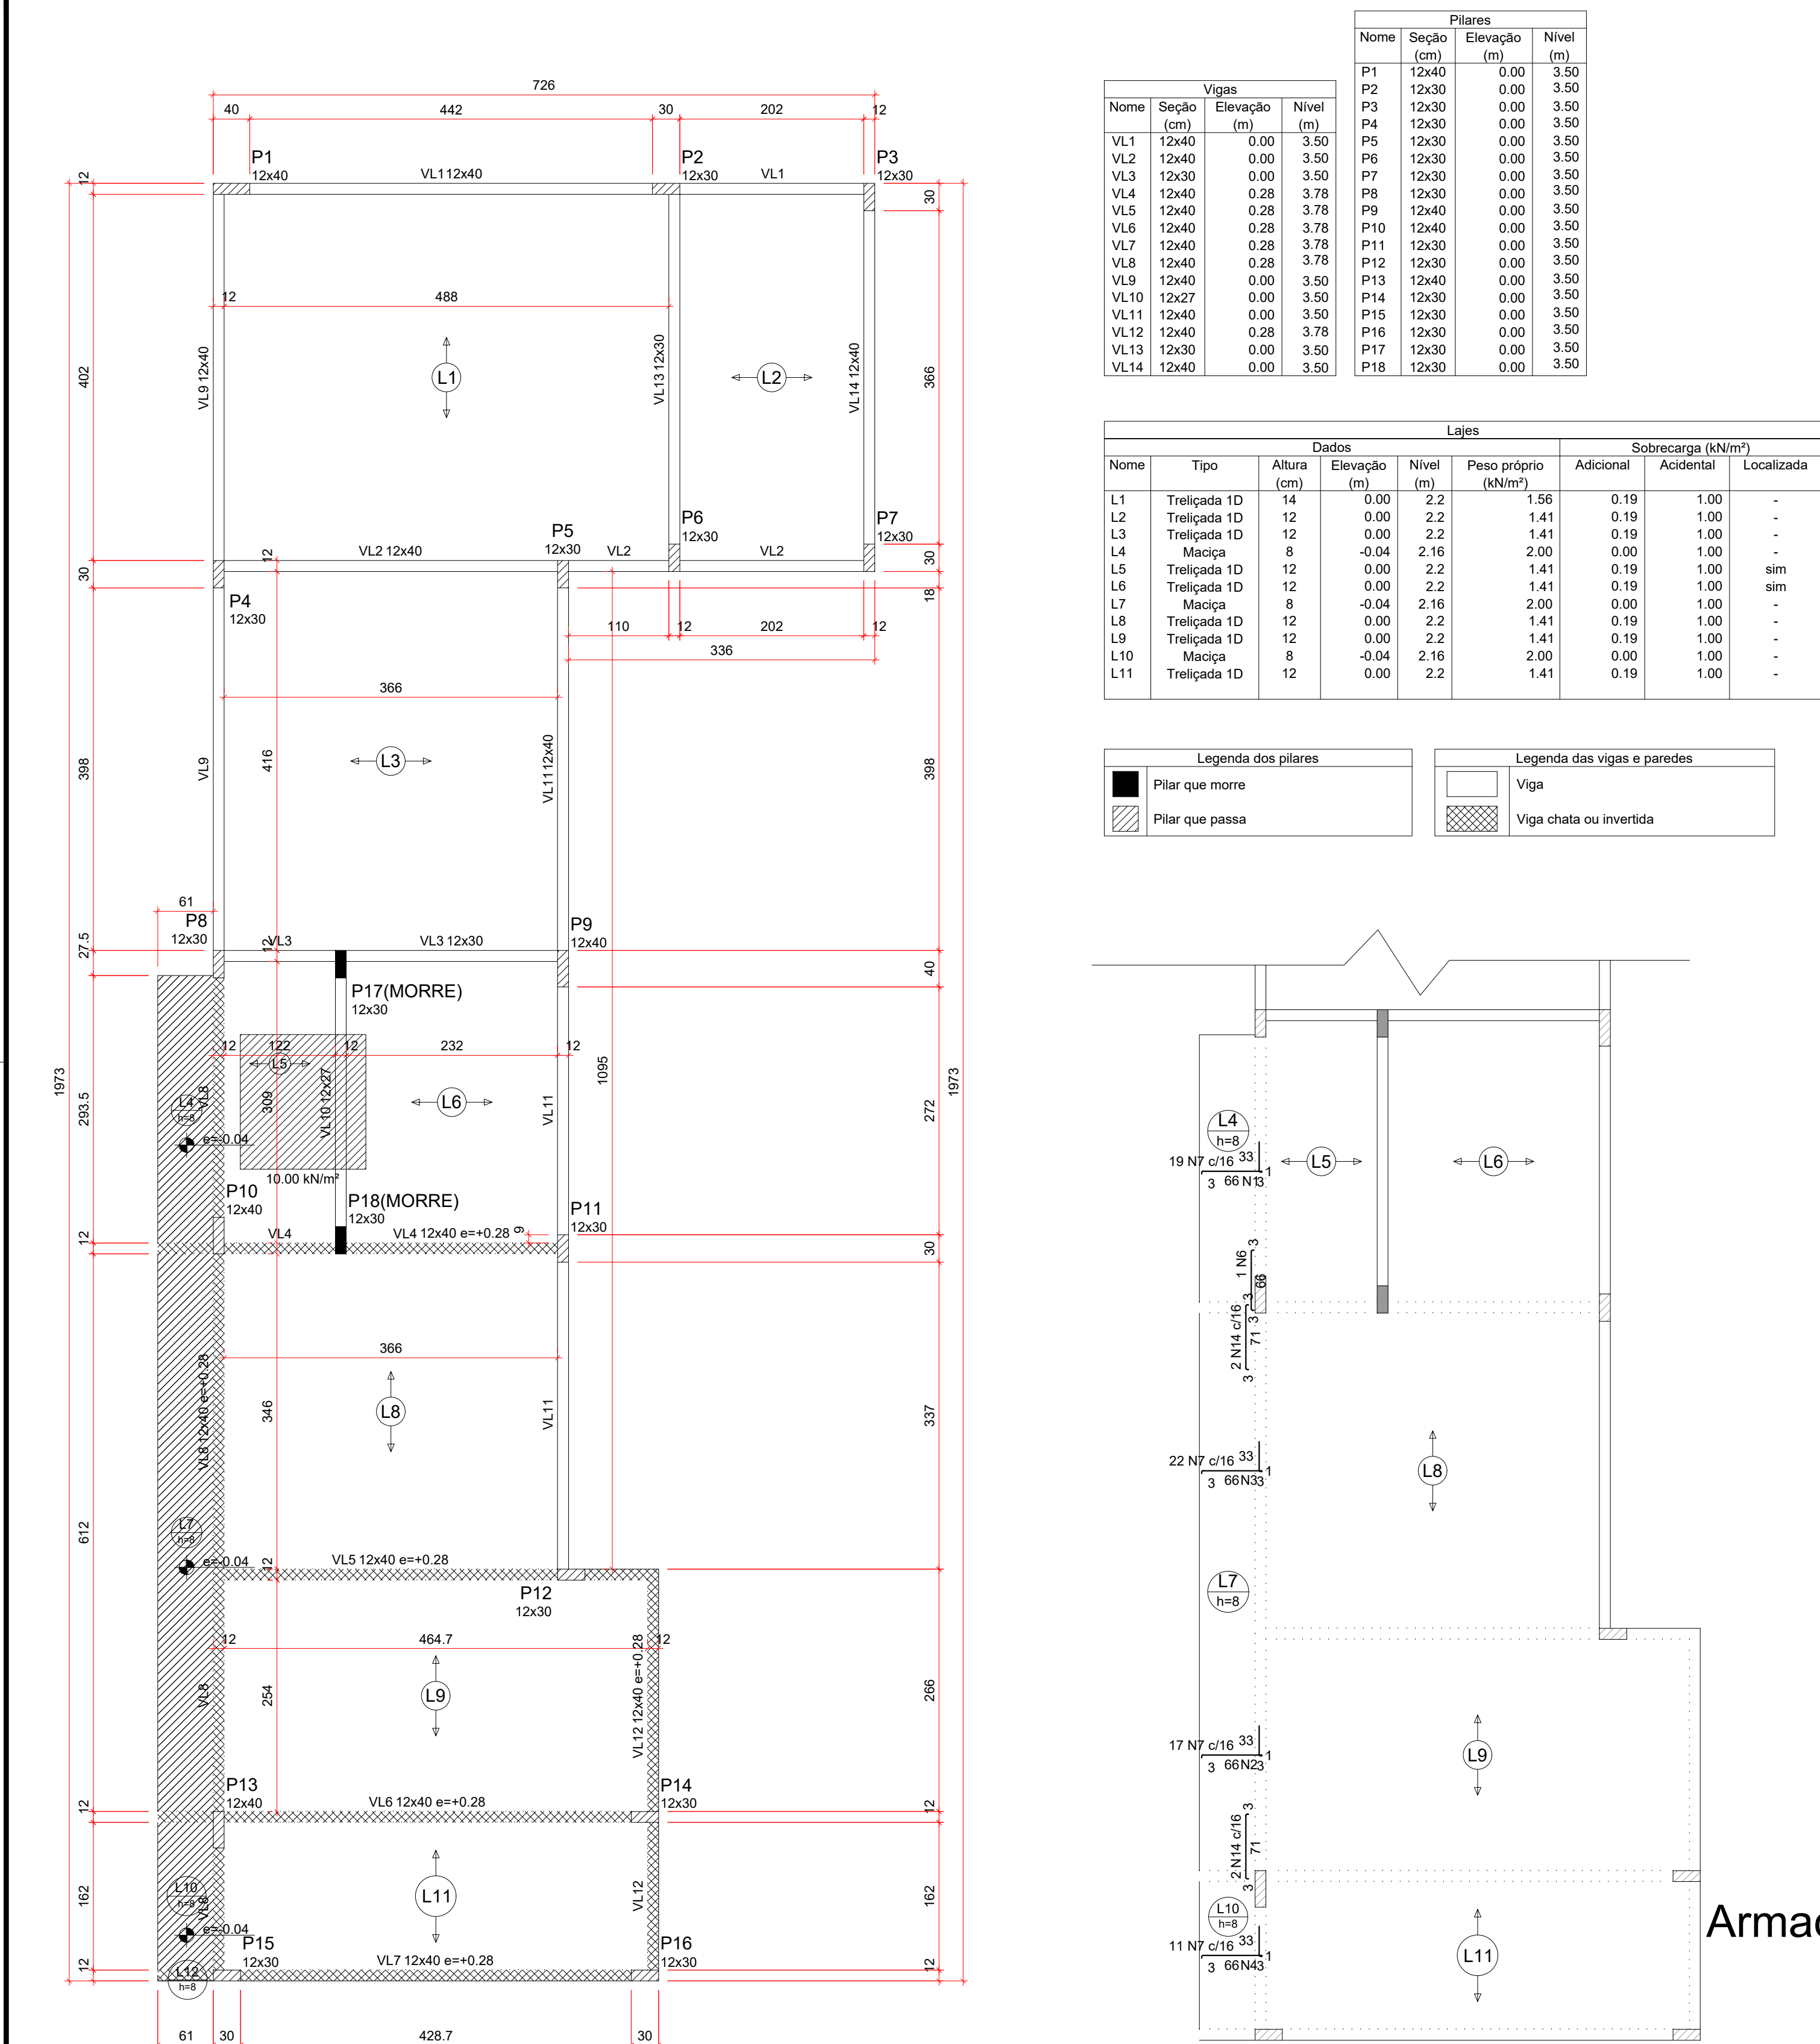 726
40 442 30 202 12
P1
12x40
VL1 12x40
P2
12x30
VL1
P3
12x30
12
30
12 488
402
VL9 12x40
L1
VL13 12x30
L2
VL14 12x40
366
P5
12x30
P6
12x30
P7
12x30
VL2 12x40
12
VL2
VL2
30
30
P4
12x30
18
110 12 202 12
336
366
398
VL9
416
L3
VL11 12x40
398
61
P8
12x30
27.5
VL3
12
VL3 12x30
P9
12x40
40
P17(MORRE)
12x30
12 122 12 232 12
L5
1973
293.5
L4
h=8
VL8
309
VL10 12x27
L6
VL11
1095
272
1973
e=-0.04
10.00 kN/m²
P10
12x40
P18(MORRE)
12x30
P11
12x30
12
VL4
VL4 12x40 e=+0.28
9
30
366
VL8 12x40 e=+0.28
346
L8
VL11
337
612
L7
h=8
e=-0.04
12
VL5 12x40 e=+0.28
P12
12x30
12 464.7 12
VL8
254
L9
VL12 12x40 e=+0.28
266
P13
12x40
VL6 12x40 e=+0.28
P14
12x30
12
12
162
L10
h=8
VL8
L11
VL12
162
e=-0.04
P15
12x30
VL7 12x40 e=+0.28
P16
12x30
12
L12
h=8
12
61 30 428.7 30
Vigas
Nome Seção Elevação Nível
(cm) (m) (m)
VL1 12x40 0.00 3.50
VL2 12x40 0.00 3.50
VL3 12x30 0.00 3.50
VL4 12x40 0.28 3.78
VL5 12x40 0.28 3.78
VL6 12x40 0.28 3.78
VL7 12x40 0.28 3.78
VL8 12x40 0.28 3.78
VL9 12x40 0.00 3.50
VL10 12x27 0.00 3.50
VL11 12x40 0.00 3.50
VL12 12x40 0.28 3.78
VL13 12x30 0.00 3.50
VL14 12x40 0.00 3.50
Pilares
Nome Seção Elevação Nível
(cm) (m) (m)
P1 12x40 0.00 3.50
P2 12x30 0.00 3.50
P3 12x30 0.00 3.50
P4 12x30 0.00 3.50
P5 12x30 0.00 3.50
P6 12x30 0.00 3.50
P7 12x30 0.00 3.50
P8 12x30 0.00 3.50
P9 12x40 0.00 3.50
P10 12x40 0.00 3.50
P11 12x30 0.00 3.50
P12 12x30 0.00 3.50
P13 12x40 0.00 3.50
P14 12x30 0.00 3.50
P15 12x30 0.00 3.50
P16 12x30 0.00 3.50
P17 12x30 0.00 3.50
P18 12x30 0.00 3.50
Lajes
Dados Sobrecarga (kN/m²)
Nome Tipo Altura Elevação Nível Peso próprio Adicional Acidental Localizada
(cm) (m) (m) (kN/m²)
L1 Treliçada 1D 14 0.00 2.2 1.56 0.19 1.00 -
L2 Treliçada 1D 12 0.00 2.2 1.41 0.19 1.00 -
L3 Treliçada 1D 12 0.00 2.2 1.41 0.19 1.00 -
L4 Maciça 8 -0.04 2.16 2.00 0.00 1.00 -
L5 Treliçada 1D 12 0.00 2.2 1.41 0.19 1.00 sim
L6 Treliçada 1D 12 0.00 2.2 1.41 0.19 1.00 sim
L7 Maciça 8 -0.04 2.16 2.00 0.00 1.00 -
L8 Treliçada 1D 12 0.00 2.2 1.41 0.19 1.00 -
L9 Treliçada 1D 12 0.00 2.2 1.41 0.19 1.00 -
L10 Maciça 8 -0.04 2.16 2.00 0.00 1.00 -
L11 Treliçada 1D 12 0.00 2.2 1.41 0.19 1.00 -
Legenda dos pilares
Pilar que morre
Pilar que passa
Legenda das vigas e paredes
Viga
Viga chata ou invertida
L4
h=8
19 N7 c/16 33
3 66 N1 3 1
L5
L6
1 N6
66
3
3
2 N14 c/16
71
3
3
22 N7 c/16 33
3 66 N3 3 1
L8
L7
h=8
17 N7 c/16 33
3 66 N2 3 1
L9
2 N14 c/16
71
3
3
L10
h=8
11 N7 c/16 33
3 66 N4 3 1
L11
Armac